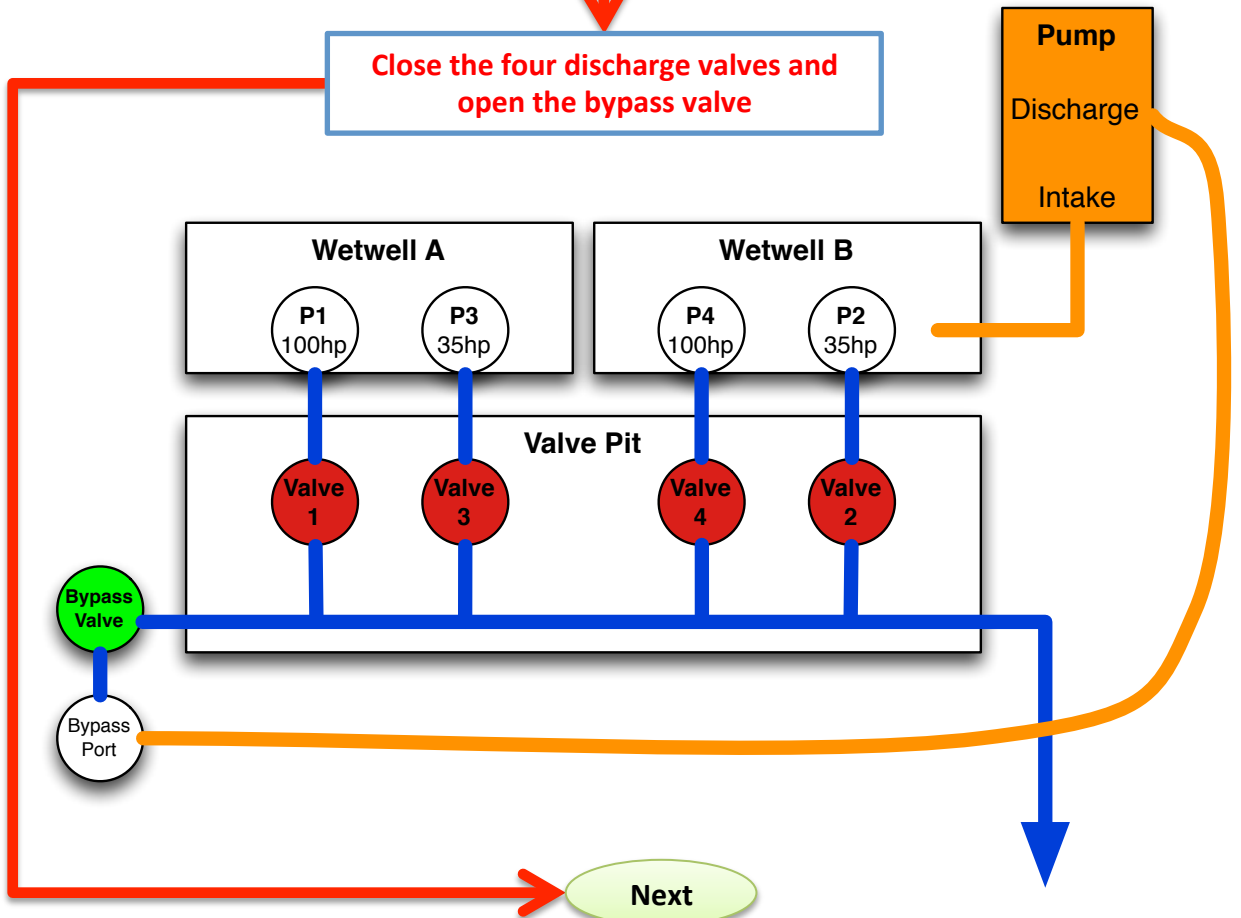 Close the four discharge valves and
open the bypass valve
Pump
Discharge
Intake
Wetwell A
Wetwell B
P1
100hp
P3
35hp
P4
100hp
P2
35hp
Valve Pit
Valve
1
Valve
3
Valve
4
Valve
2
Bypass
Valve
Bypass
Port
Next